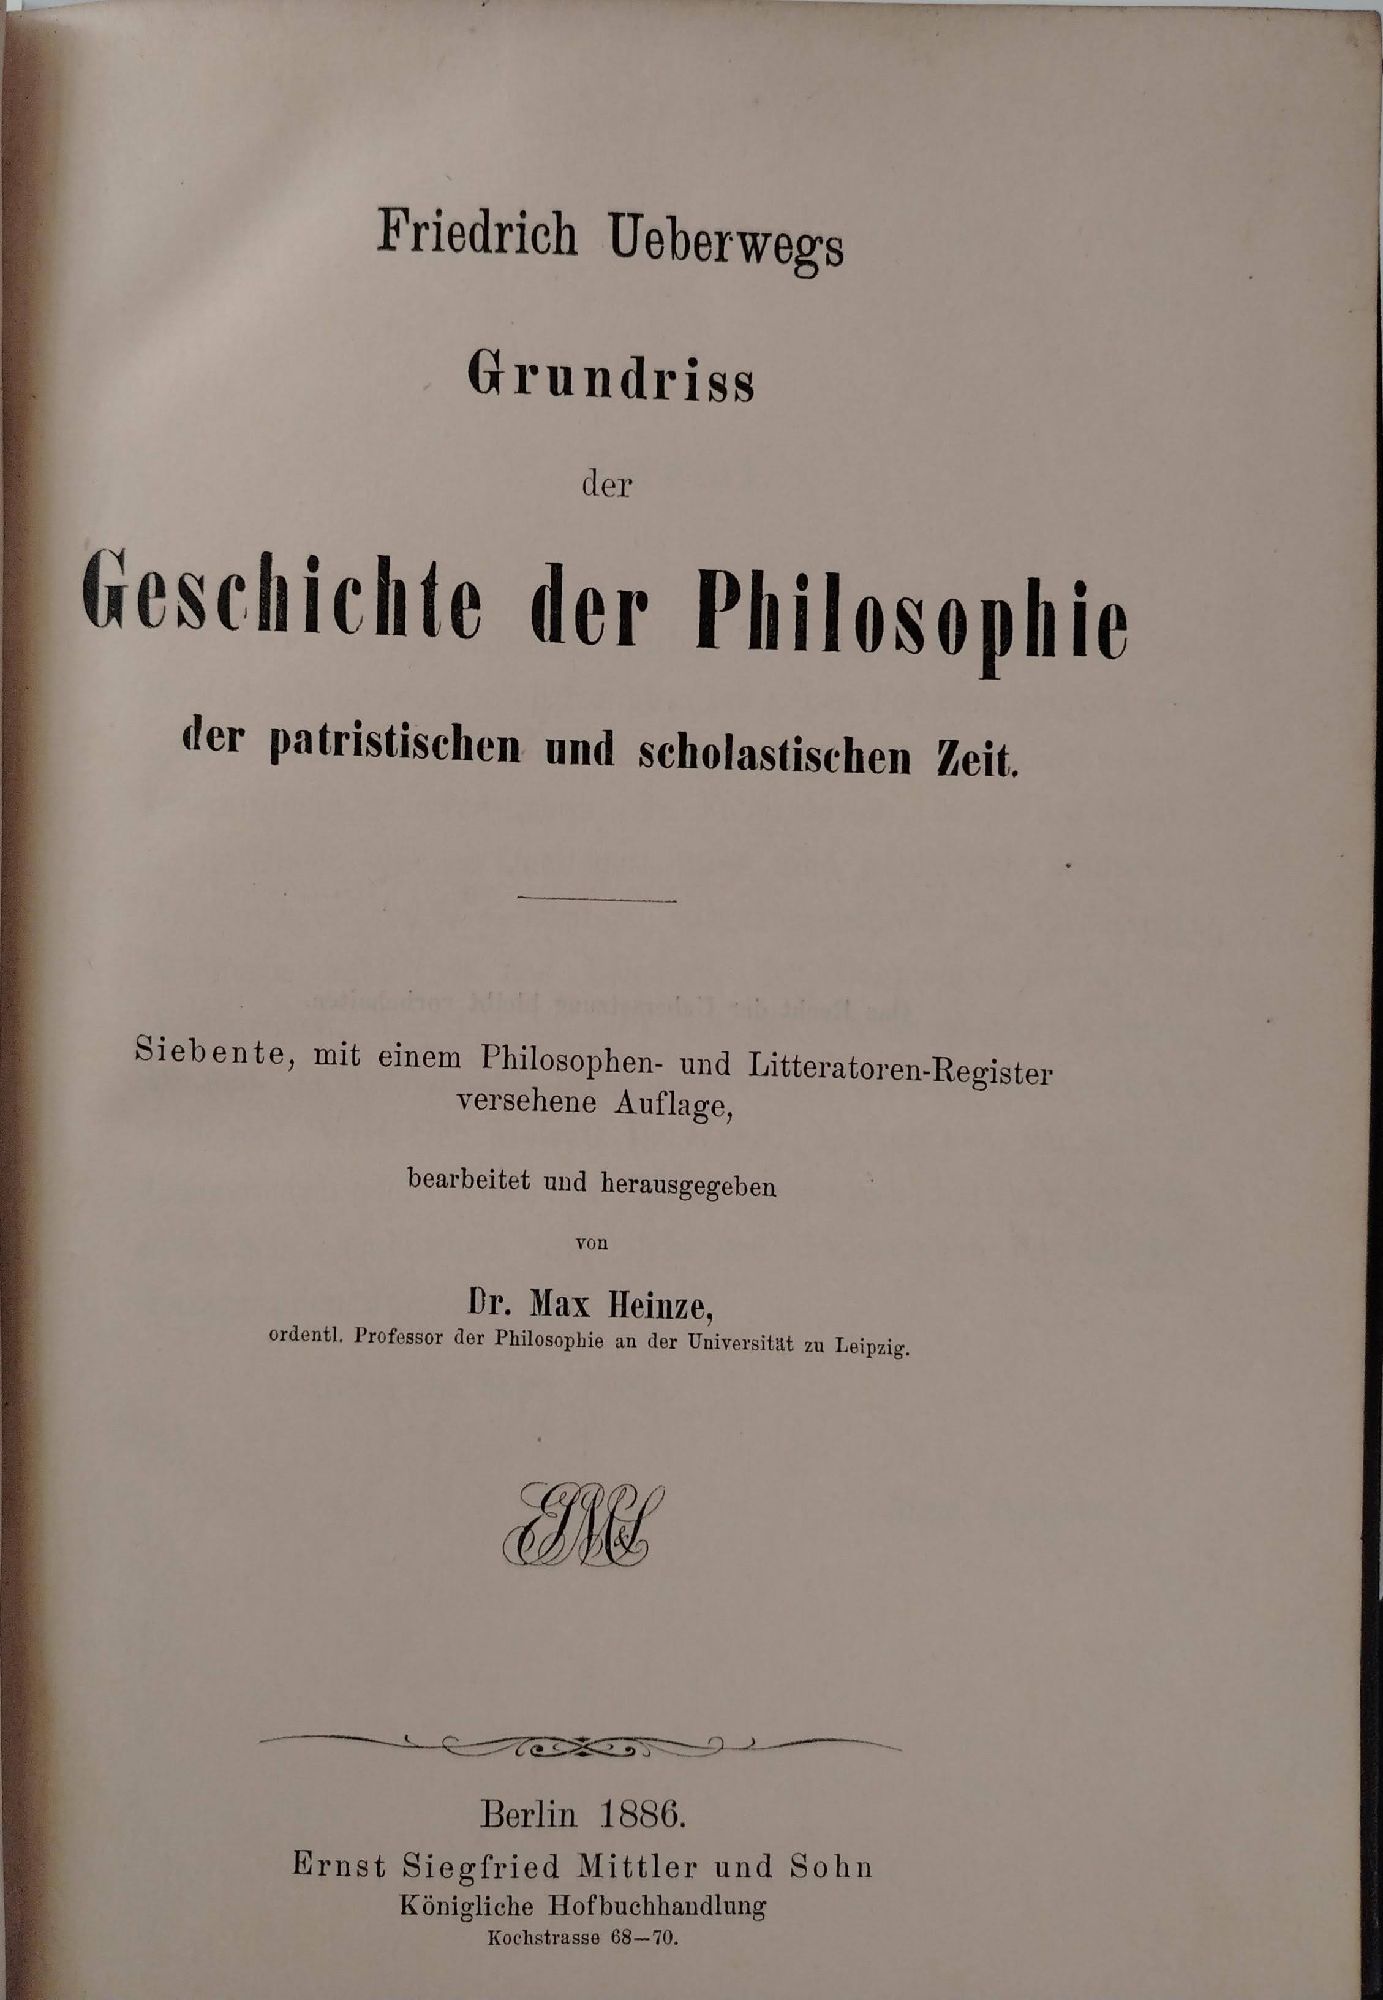 Friedrich Ueberwegs
Grundriss
der
Geschichte der Philosophie
der patristischen und scholastischen Zeit.
Siebente, mit einem Philosophen- und Litteratoren-Register
versehene Auflage,
bearbeitet und herausgegeben
von
Dr. Max Heinze,
ordentl. Professor der Philosophie an der Universität zu Leipzig.
ESM&S
Berlin 1886.
Ernst Siegfried Mittler und Sohn
Königliche Hofbuchhandlung
Kochstrasse 68—70.